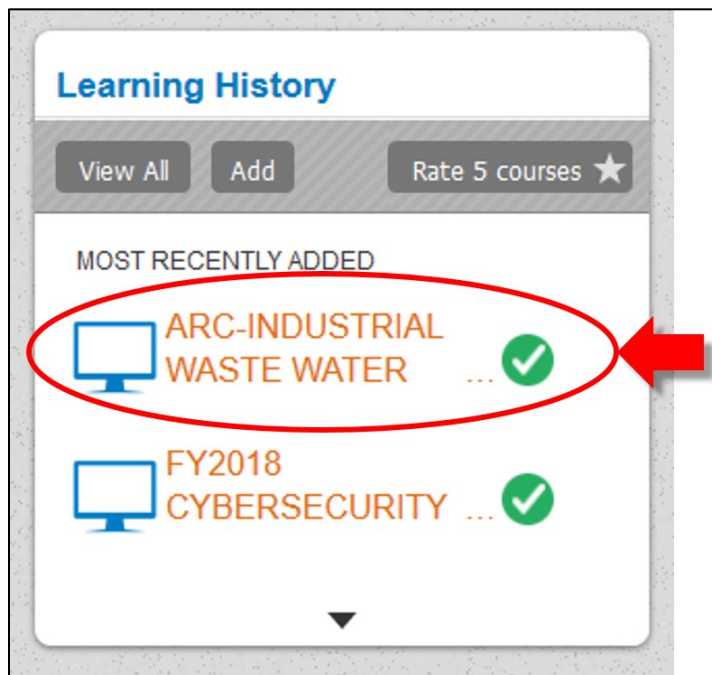 Learning History
View All Add Rate 5 courses
MOST RECENTLY ADDED
ARC-INDUSTRIAL
WASTE WATER ...
FY2018
CYBERSECURITY ...